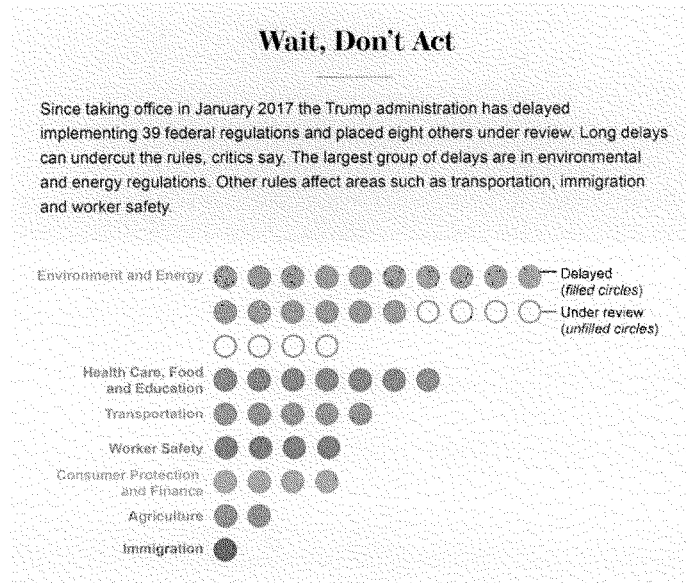 Wait, Don't Act
Since taking office in January 2017 the Trump administration has delayed
implementing 39 federal regulations and placed eight others under review. Long delays
can undercut the rules, critics say. The largest group of delays are in environmental
and energy regulations. Other rules affect areas such as transportation, immigration
and worker safety.
Environment and Energy
Delayed
(filled circles)
Under review
(unfilled circles)
Health Care, Food
and Education
Transportation
Worker Safety
Consumer Protection
and Finance
Agriculture
Immigration